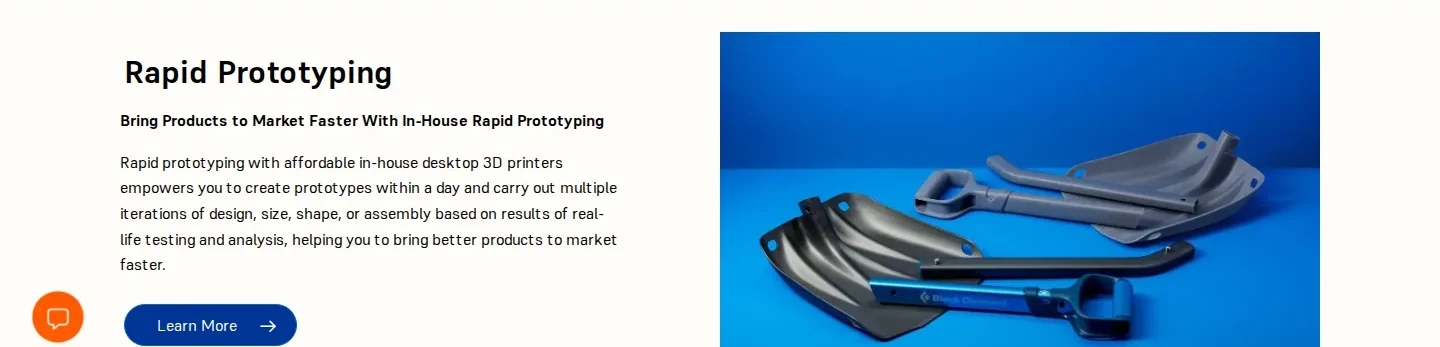 Rapid Prototyping
Bring Products to Market Faster With In-House Rapid Prototyping
Rapid prototyping with affordable in-house desktop 3D printers
empowers you to create prototypes within a day and carry out multiple
iterations of design, size, shape, or assembly based on results of real-
life testing and analysis, helping you to bring better products to market
faster.
Learn More
Black Diamond